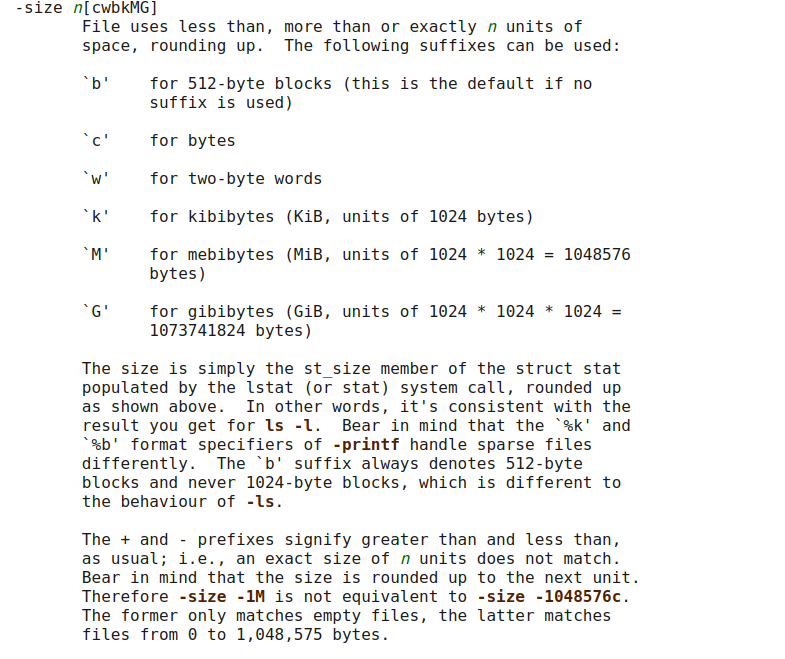 -size n[cwbkMG]
File uses less than, more than or exactly n units of
space, rounding up.  The following suffixes can be used:
`b'    for 512-byte blocks (this is the default if no
suffix is used)
`c'    for bytes
`w'    for two-byte words
`k'    for kibibytes (KiB, units of 1024 bytes)
`M'    for mebibytes (MiB, units of 1024 * 1024 = 1048576
bytes)
`G'    for gibibytes (GiB, units of 1024 * 1024 * 1024 =
1073741824 bytes)
The size is simply the st_size member of the struct stat
populated by the lstat (or stat) system call, rounded up
as shown above.  In other words, it's consistent with the
result you get for ls -l.  Bear in mind that the `%k' and
`%b' format specifiers of -printf handle sparse files
differently.  The `b' suffix always denotes 512-byte
blocks and never 1024-byte blocks, which is different to
the behaviour of -ls.
The + and - prefixes signify greater than and less than,
as usual; i.e., an exact size of n units does not match.
Bear in mind that the size is rounded up to the next unit.
Therefore -size -1M is not equivalent to -size -1048576c.
The former only matches empty files, the latter matches
files from 0 to 1,048,575 bytes.